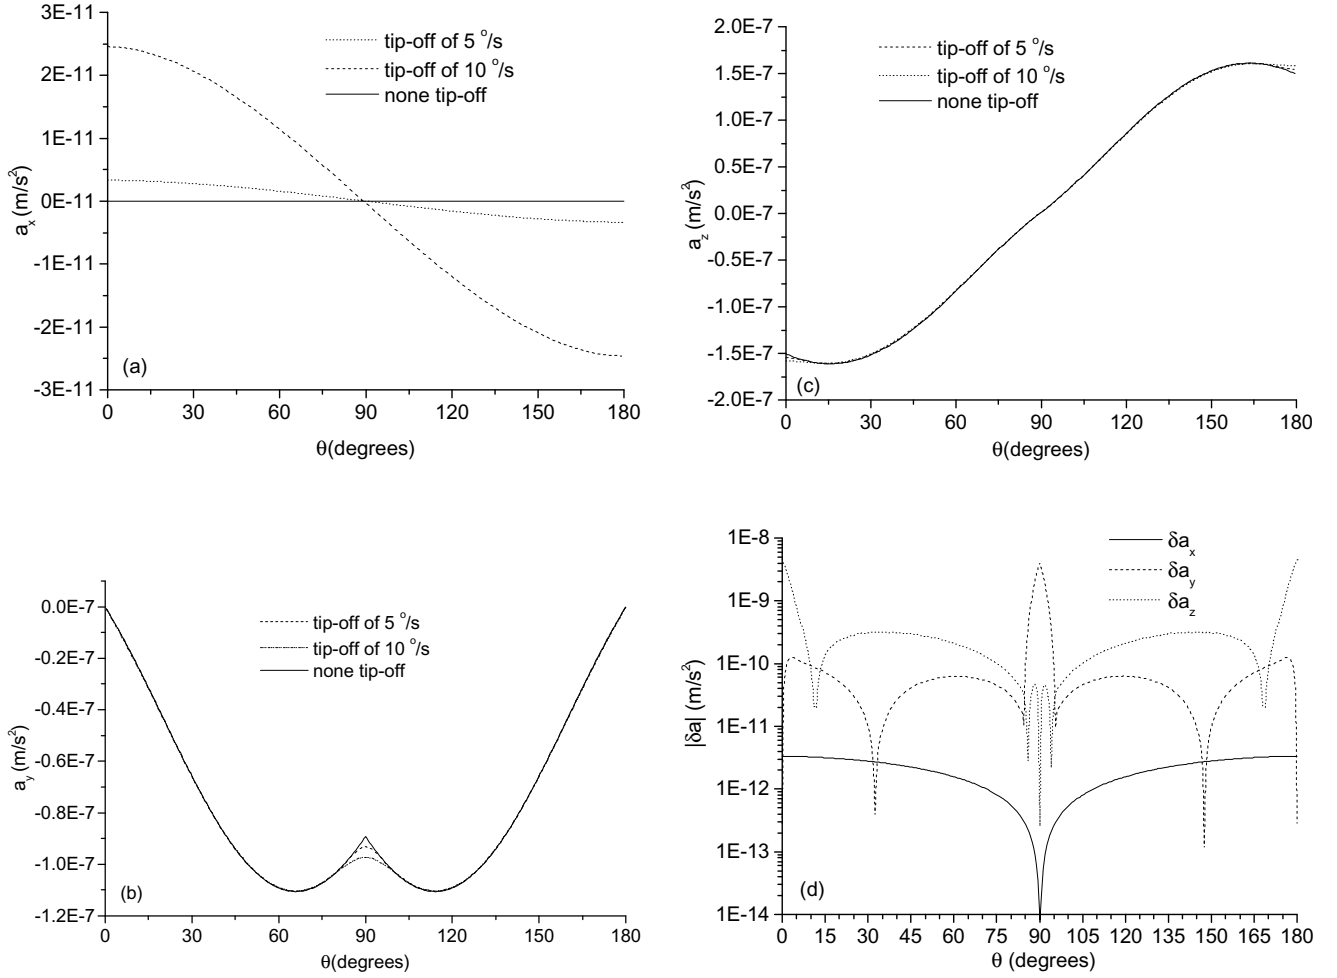 3E-11
2E-11
1E-11
0E-11
-1E-11
-2E-11
-3E-11
a_x (m/s²)
tip-off of 5 °/s
tip-off of 10 °/s
none tip-off
(a)
0 30 60 90 120 150 180
θ(degrees)
2.0E-7
1.5E-7
1.0E-7
0.5E-7
0.0E-7
-0.5E-7
-1.0E-7
-1.5E-7
-2.0E-7
a_z (m/s²)
tip-off of 5 °/s
tip-off of 10 °/s
none tip-off
(c)
0 30 60 90 120 150 180
θ(degrees)
0.0E-7
-0.2E-7
-0.4E-7
-0.6E-7
-0.8E-7
-1.0E-7
-1.2E-7
a_y (m/s²)
tip-off of 5 °/s
tip-off of 10 °/s
none tip-off
(b)
0 30 60 90 120 150 180
θ(degrees)
1E-8
1E-9
1E-10
1E-11
1E-12
1E-13
1E-14
|δa| (m/s²)
δa_x
δa_y
δa_z
(d)
0 15 30 45 60 75 90 105 120 135 150 165 180
θ (degrees)